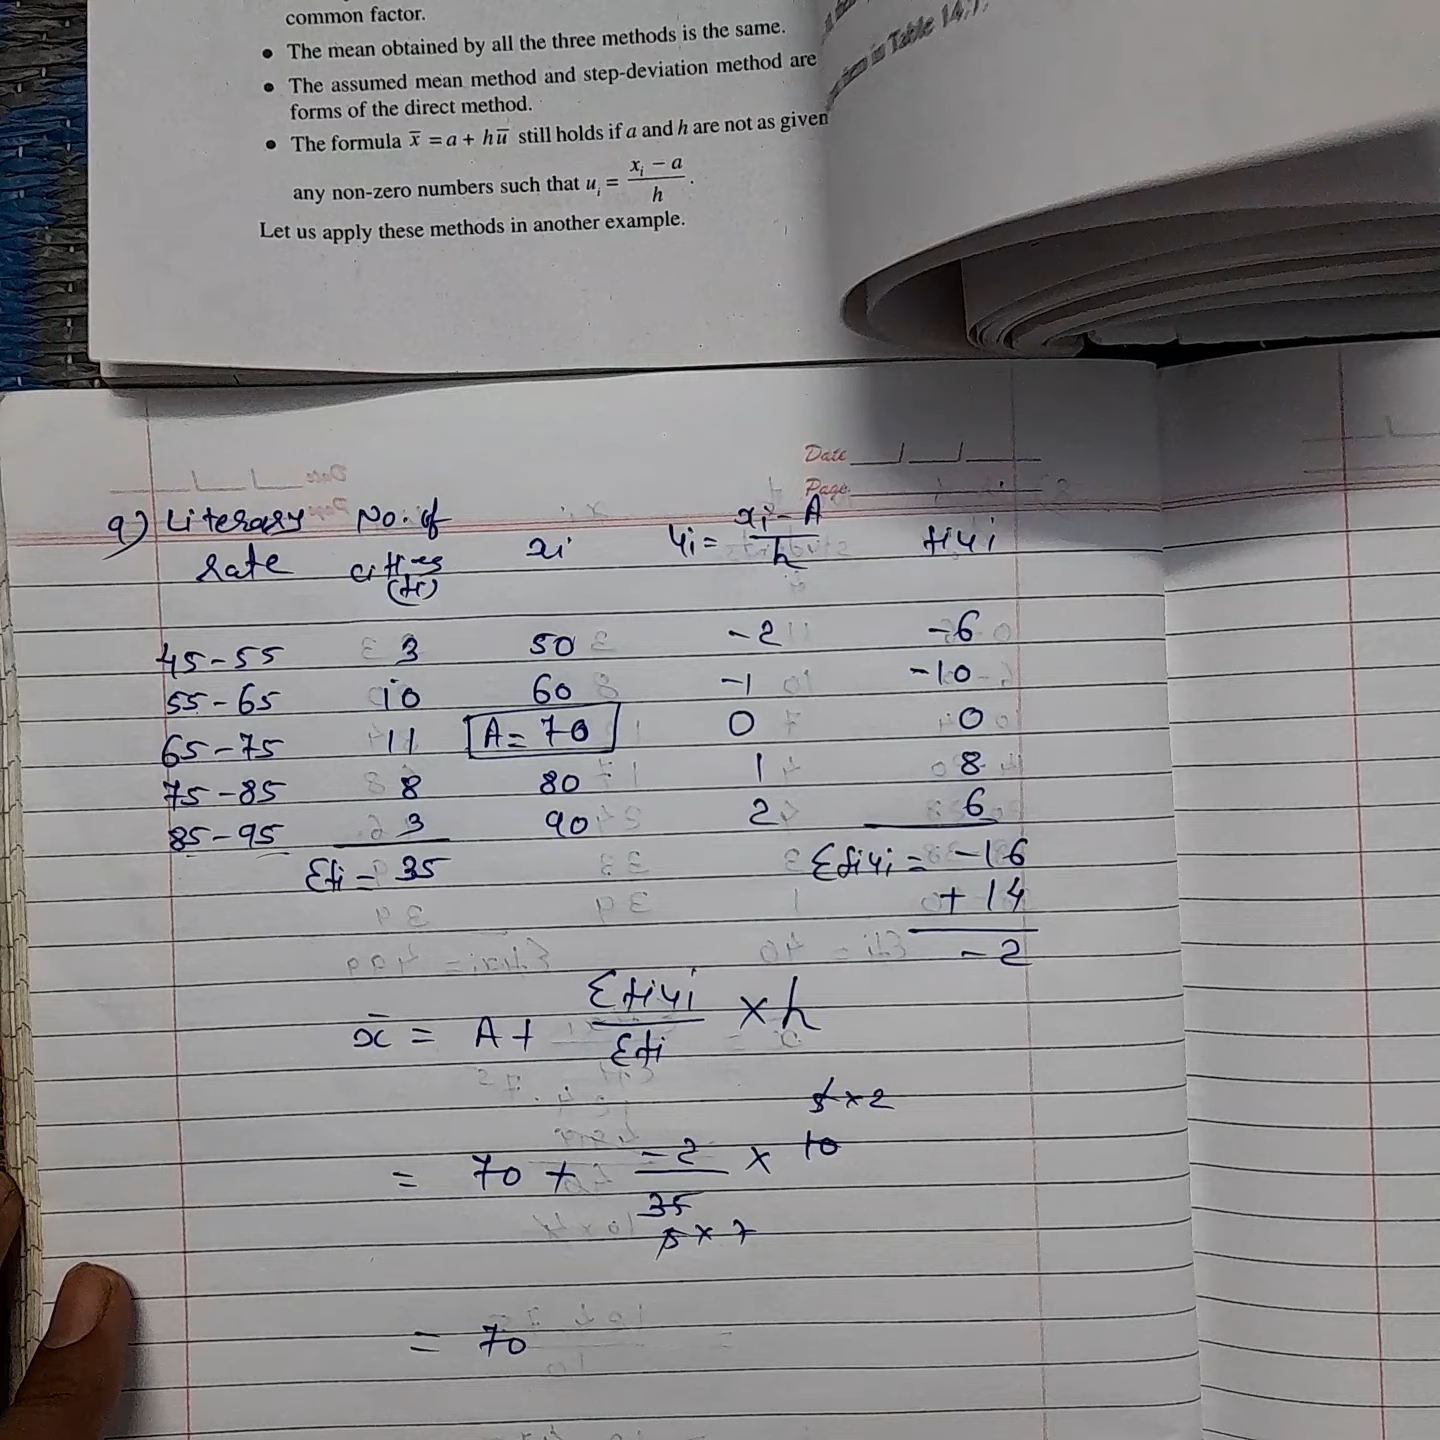 common factor.
• The mean obtained by all the three methods is the same.
• The assumed mean method and step-deviation method are
forms of the direct method.
• The formula x̄ = a + hū still holds if a and h are not as given
any non-zero numbers such that uᵢ = (xᵢ − a)/h.
Let us apply these methods in another example.
in Table 14.7.
Date
Page
9) Literary rate No. of cities (fi) xi ui = (xi - A)/h fiui
45-55 3 50 -2 -6
55-65 10 60 -1 -10
65-75 11 A = 70 0 0
75-85 8 80 1 8
85-95 3 90 2 6
Σfi = 35 Σfiui = -16
+ 14
-2
x̄ = A + Σfiui/Σfi × h
5×2
= 70 + -2/35 × 10
5×7
= 70